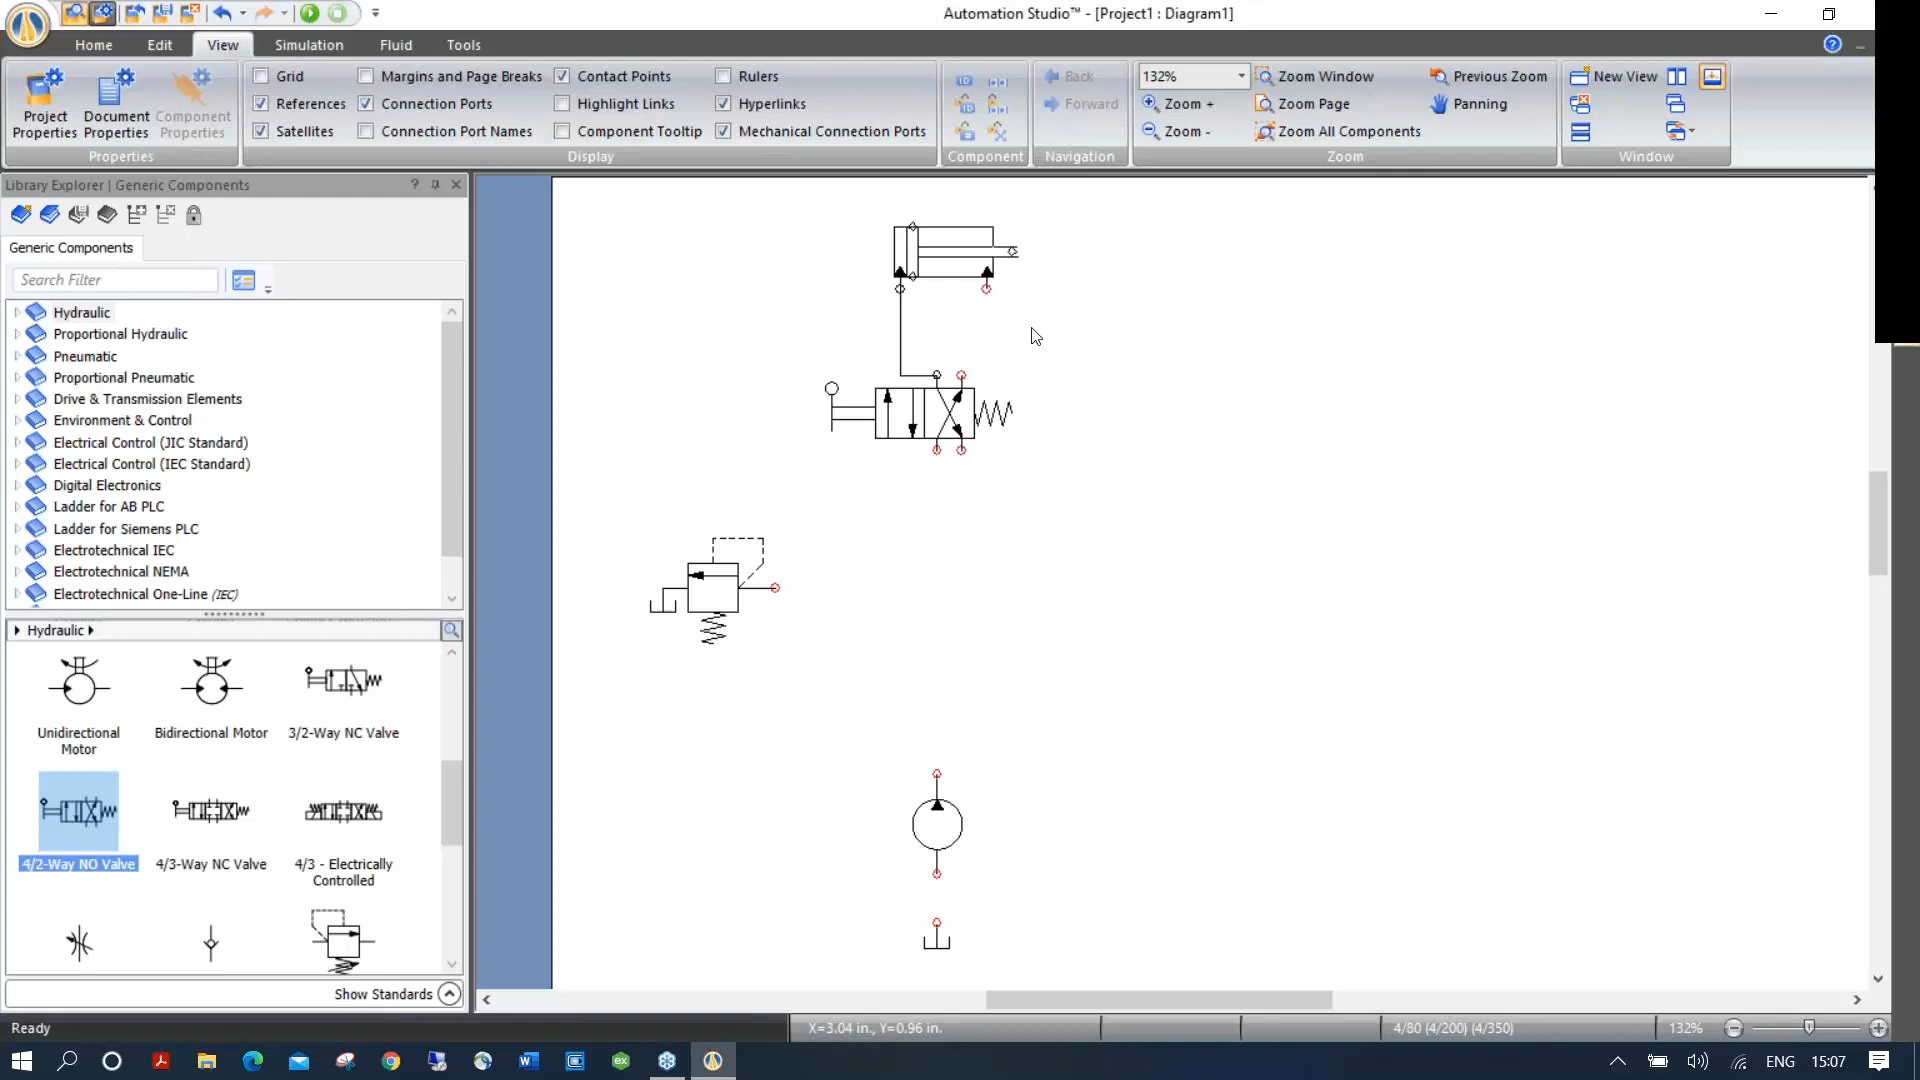 Automation Studio™ - [Project1 : Diagram1]
Home Edit View Simulation Fluid Tools
Project Properties
Document Properties
Component Properties
Properties
Grid
References
Satellites
Margins and Page Breaks
Connection Ports
Connection Port Names
Contact Points
Highlight Links
Component Tooltip
Rulers
Hyperlinks
Mechanical Connection Ports
Display
Component
Back
Forward
Navigation
132%
Zoom +
Zoom -
Zoom Window
Zoom Page
Zoom All Components
Previous Zoom
Panning
Zoom
New View
Window
Library Explorer | Generic Components
Generic Components
Search Filter
Hydraulic
Proportional Hydraulic
Pneumatic
Proportional Pneumatic
Drive & Transmission Elements
Environment & Control
Electrical Control (JIC Standard)
Electrical Control (IEC Standard)
Digital Electronics
Ladder for AB PLC
Ladder for Siemens PLC
Electrotechnical IEC
Electrotechnical NEMA
Electrotechnical One-Line (IEC)
Hydraulic
Unidirectional Motor
Bidirectional Motor
3/2-Way NC Valve
4/2-Way NO Valve
4/3-Way NC Valve
4/3 - Electrically Controlled
Show Standards
Ready
X=3.04 in., Y=0.96 in.
4/80 (4/200) (4/350)
132%
ENG 15:07